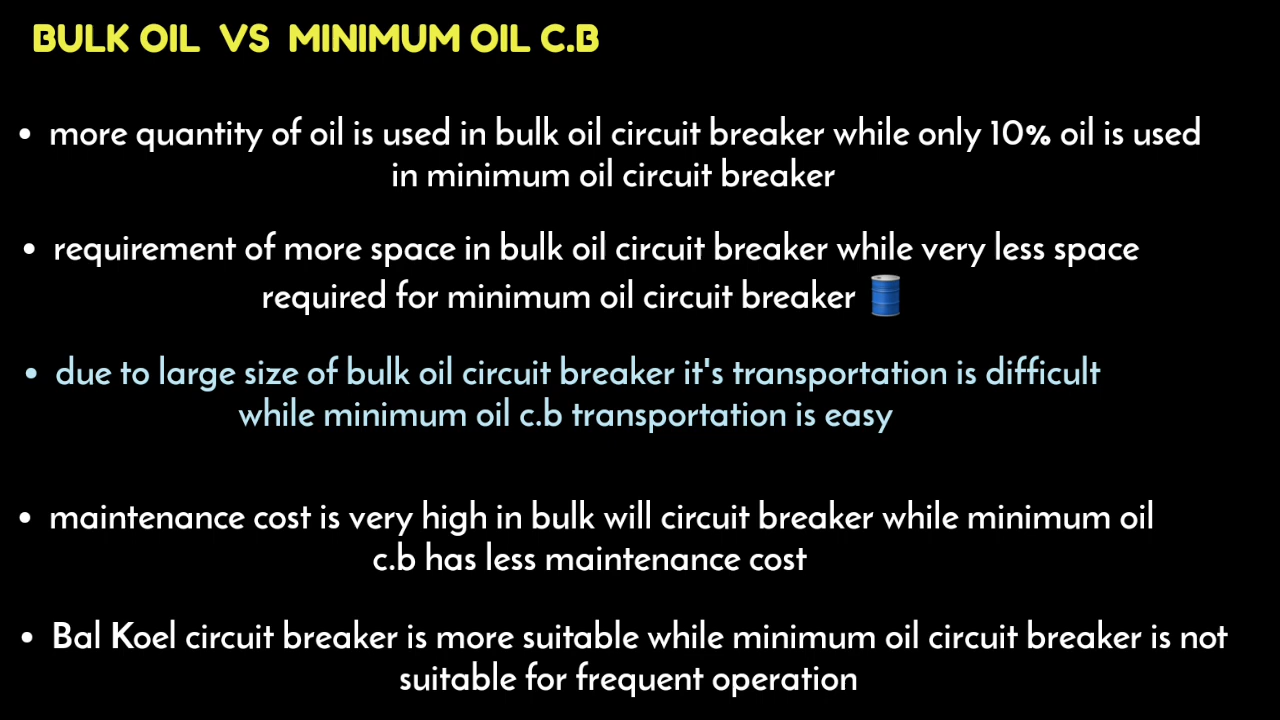 BULK OIL VS MINIMUM OIL C.B
• more quantity of oil is used in bulk oil circuit breaker while only 10% oil is used
in minimum oil circuit breaker
• requirement of more space in bulk oil circuit breaker while very less space
required for minimum oil circuit breaker 🛢️
• due to large size of bulk oil circuit breaker it's transportation is difficult
while minimum oil c.b transportation is easy
• maintenance cost is very high in bulk will circuit breaker while minimum oil
c.b has less maintenance cost
• Bal Koel circuit breaker is more suitable while minimum oil circuit breaker is not
suitable for frequent operation